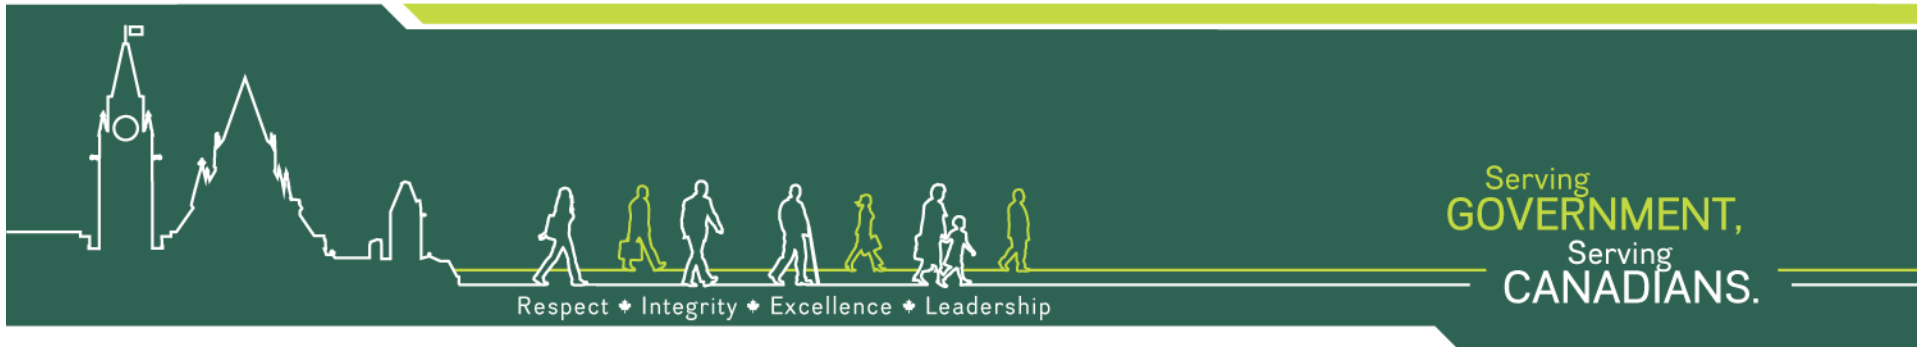 Serving
GOVERNMENT,
Serving
CANADIANS.
Respect Integrity Excellence Leadership